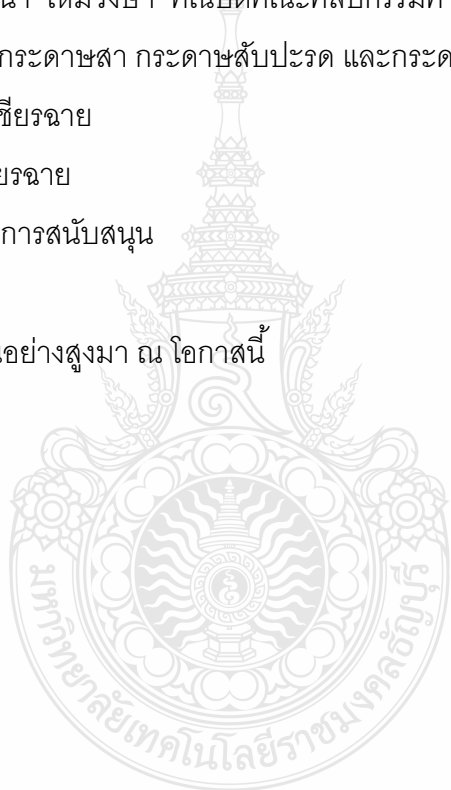 กระดาษสา กระดาษสับปะรด และกระด
ชียรฉาย
ยรฉาย
การสนับสนุน
อย่างสูงมา ณ โอกาสนี้
มหาวิทยาลัยเทคโนโลยีราชมงคลธัญบุรี